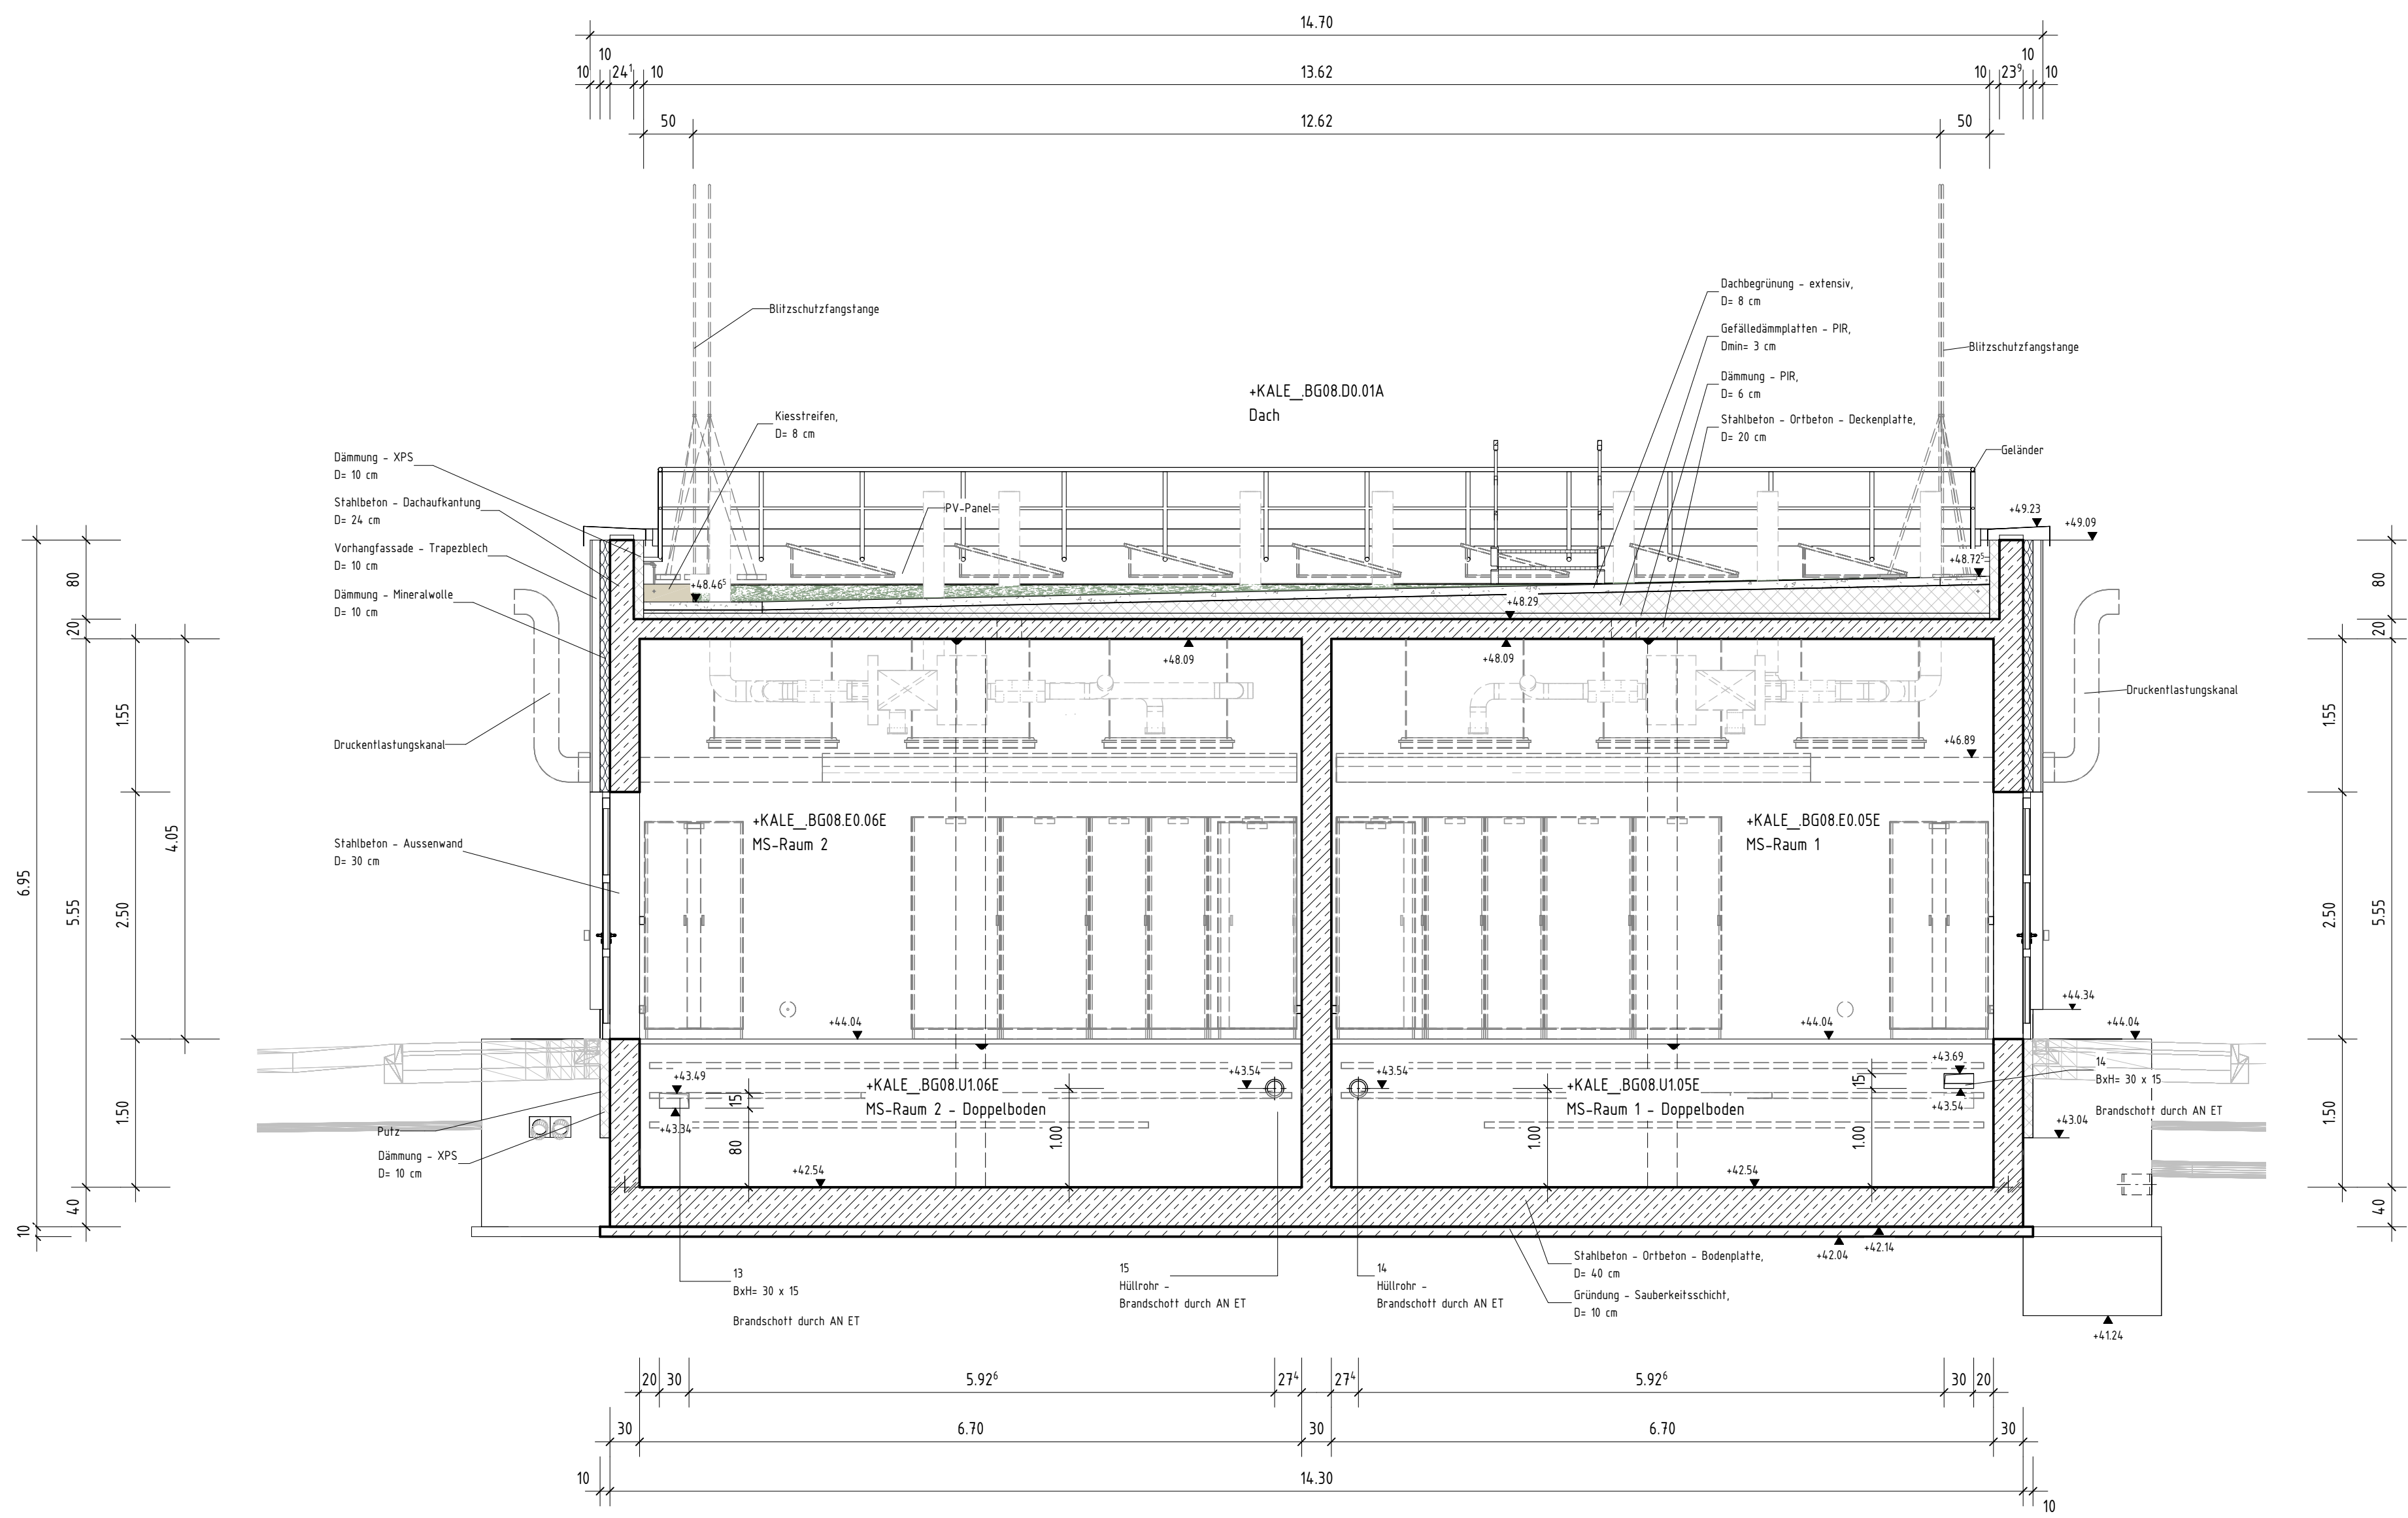 14.70
10
10
24¹
10
13.62
10
23⁹
10
10
50
12.62
50
Blitzschutzfangstange
Dachbegrünung - extensiv,
D= 8 cm
Gefälledämmplatten - PIR,
Dmin= 3 cm
Blitzschutzfangstange
Dämmung - PIR,
D= 6 cm
+KALE__.BG08.D0.01A
Dach
Stahlbeton - Ortbeton - Deckenplatte,
D= 20 cm
Kiesstreifen,
D= 8 cm
Geländer
Dämmung - XPS
D= 10 cm
Stahlbeton - Dachaufkantung
D= 24 cm
Vorhangfassade - Trapezblech
D= 10 cm
Dämmung - Mineralwolle
D= 10 cm
PV-Panel
+49.23
+49.09
+48.72⁵
+48.46⁵
+48.29
+48.09
+48.09
80
20
1.55
4.05
6.95
5.55
2.50
1.50
40
10
80
20
1.55
2.50
5.55
1.50
40
Druckentlastungskanal
Druckentlastungskanal
+46.89
+KALE__.BG08.E0.06E
MS-Raum 2
+KALE__.BG08.E0.05E
MS-Raum 1
Stahlbeton - Aussenwand
D= 30 cm
+44.34
+44.04
+44.04
+44.04
+43.49
15
+43.34
80
+KALE__.BG08.U1.06E
MS-Raum 2 - Doppelboden
1.00
+43.54
+43.54
+KALE__.BG08.U1.05E
MS-Raum 1 - Doppelboden
1.00
15
1.00
+43.69
+43.54
14
BxH= 30 x 15
Brandschott durch AN ET
+43.04
Putz
Dämmung - XPS
D= 10 cm
+42.54
+42.54
+42.04
+42.14
13
BxH= 30 x 15
Brandschott durch AN ET
15
Hüllrohr -
Brandschott durch AN ET
14
Hüllrohr -
Brandschott durch AN ET
Stahlbeton - Ortbeton - Bodenplatte,
D= 40 cm
Gründung - Sauberkeitsschicht,
D= 10 cm
+41.24
20
30
5.92⁶
27⁴
27⁴
5.92⁶
30
20
30
6.70
30
6.70
30
10
14.30
10